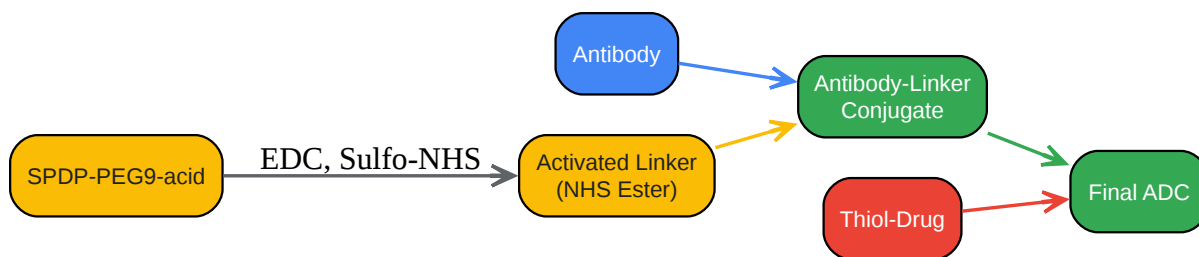 Antibody
Antibody-Linker
Conjugate
SPDP-PEG9-acid
EDC, Sulfo-NHS
Activated Linker
(NHS Ester)
Thiol-Drug
Final ADC